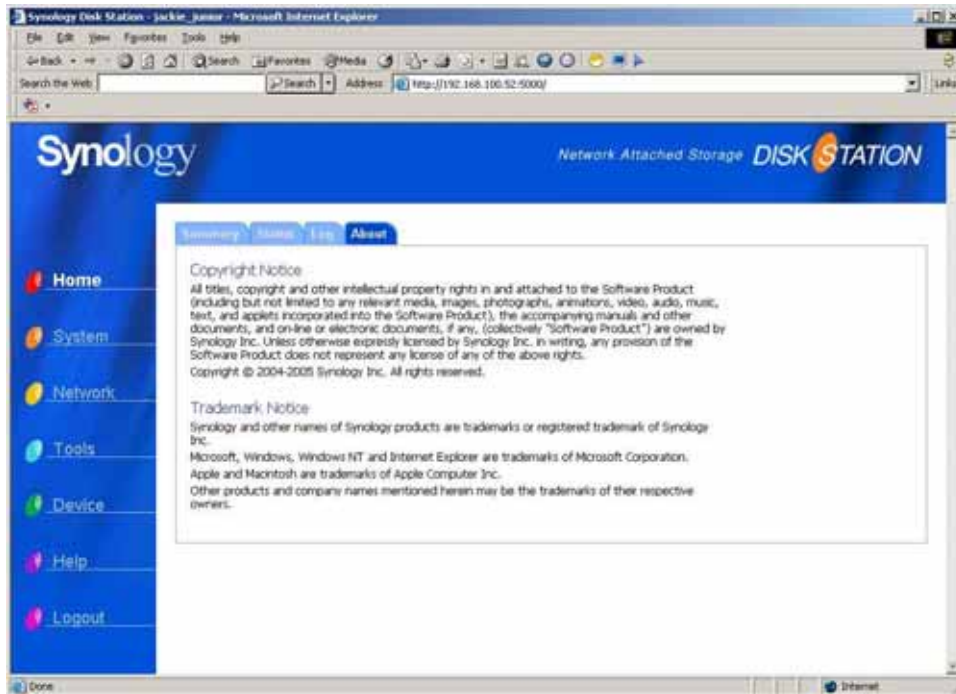 Synology Disk Station - jackie_junior - Microsoft Internet Explorer
File Edit View Favorites Tools Help
Back Search Favorites Media
Search the Web Search Address http://192.168.100.52:5000/ Links
Synology
Network Attached Storage DISK STATION
Summary Status Log About
Home
System
Network
Tools
Device
Help
Logout
Copyright Notice
All titles, copyright and other intellectual property rights in and attached to the Software Product
(including but not limited to any relevant media, images, photographs, animations, video, audio, music,
text, and applets incorporated into the Software Product), the accompanying manuals and other
documents, and on-line or electronic documents, if any, (collectively "Software Product") are owned by
Synology Inc. Unless otherwise expressly licensed by Synology Inc. in writing, any provision of the
Software Product does not represent any license of any of the above rights.
Copyright © 2004-2005 Synology Inc. All rights reserved.
Trademark Notice
Synology and other names of Synology products are trademarks or registered trademark of Synology
Inc.
Microsoft, Windows, Windows NT and Internet Explorer are trademarks of Microsoft Corporation.
Apple and Macintosh are trademarks of Apple Computer Inc.
Other products and company names mentioned herein may be the trademarks of their respective
owners.
Done Internet